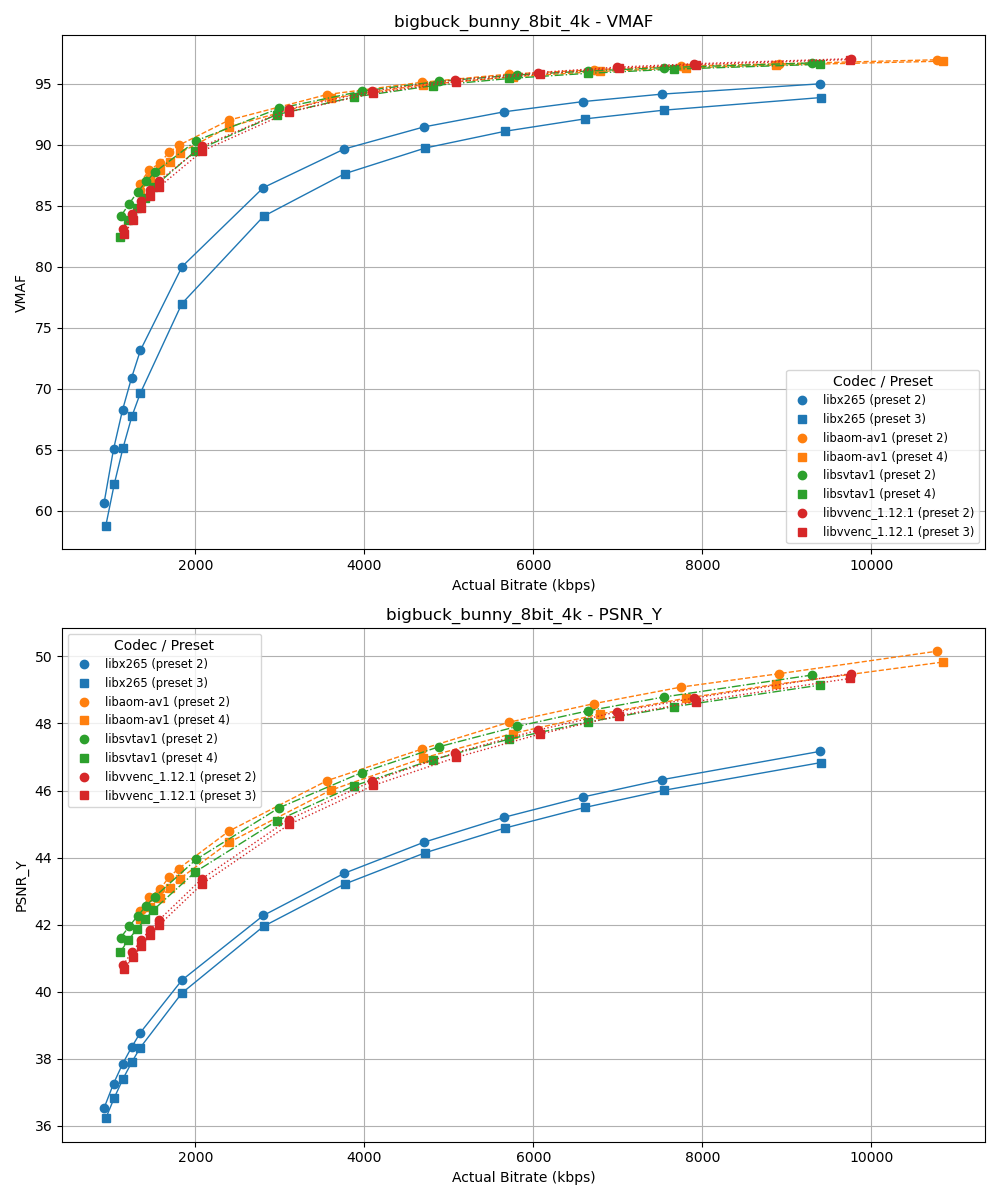 bigbuck_bunny_8bit_4k - VMAF
95
90
85
80
75
70
65
60
VMAF
Codec / Preset
libx265 (preset 2)
libx265 (preset 3)
libaom-av1 (preset 2)
libaom-av1 (preset 4)
libsvtav1 (preset 2)
libsvtav1 (preset 4)
libvvenc_1.12.1 (preset 2)
libvvenc_1.12.1 (preset 3)
2000 4000 6000 8000 10000
Actual Bitrate (kbps)
bigbuck_bunny_8bit_4k - PSNR_Y
Codec / Preset
libx265 (preset 2)
libx265 (preset 3)
libaom-av1 (preset 2)
libaom-av1 (preset 4)
libsvtav1 (preset 2)
libsvtav1 (preset 4)
libvvenc_1.12.1 (preset 2)
libvvenc_1.12.1 (preset 3)
50
48
46
44
42
40
38
36
PSNR_Y
2000 4000 6000 8000 10000
Actual Bitrate (kbps)